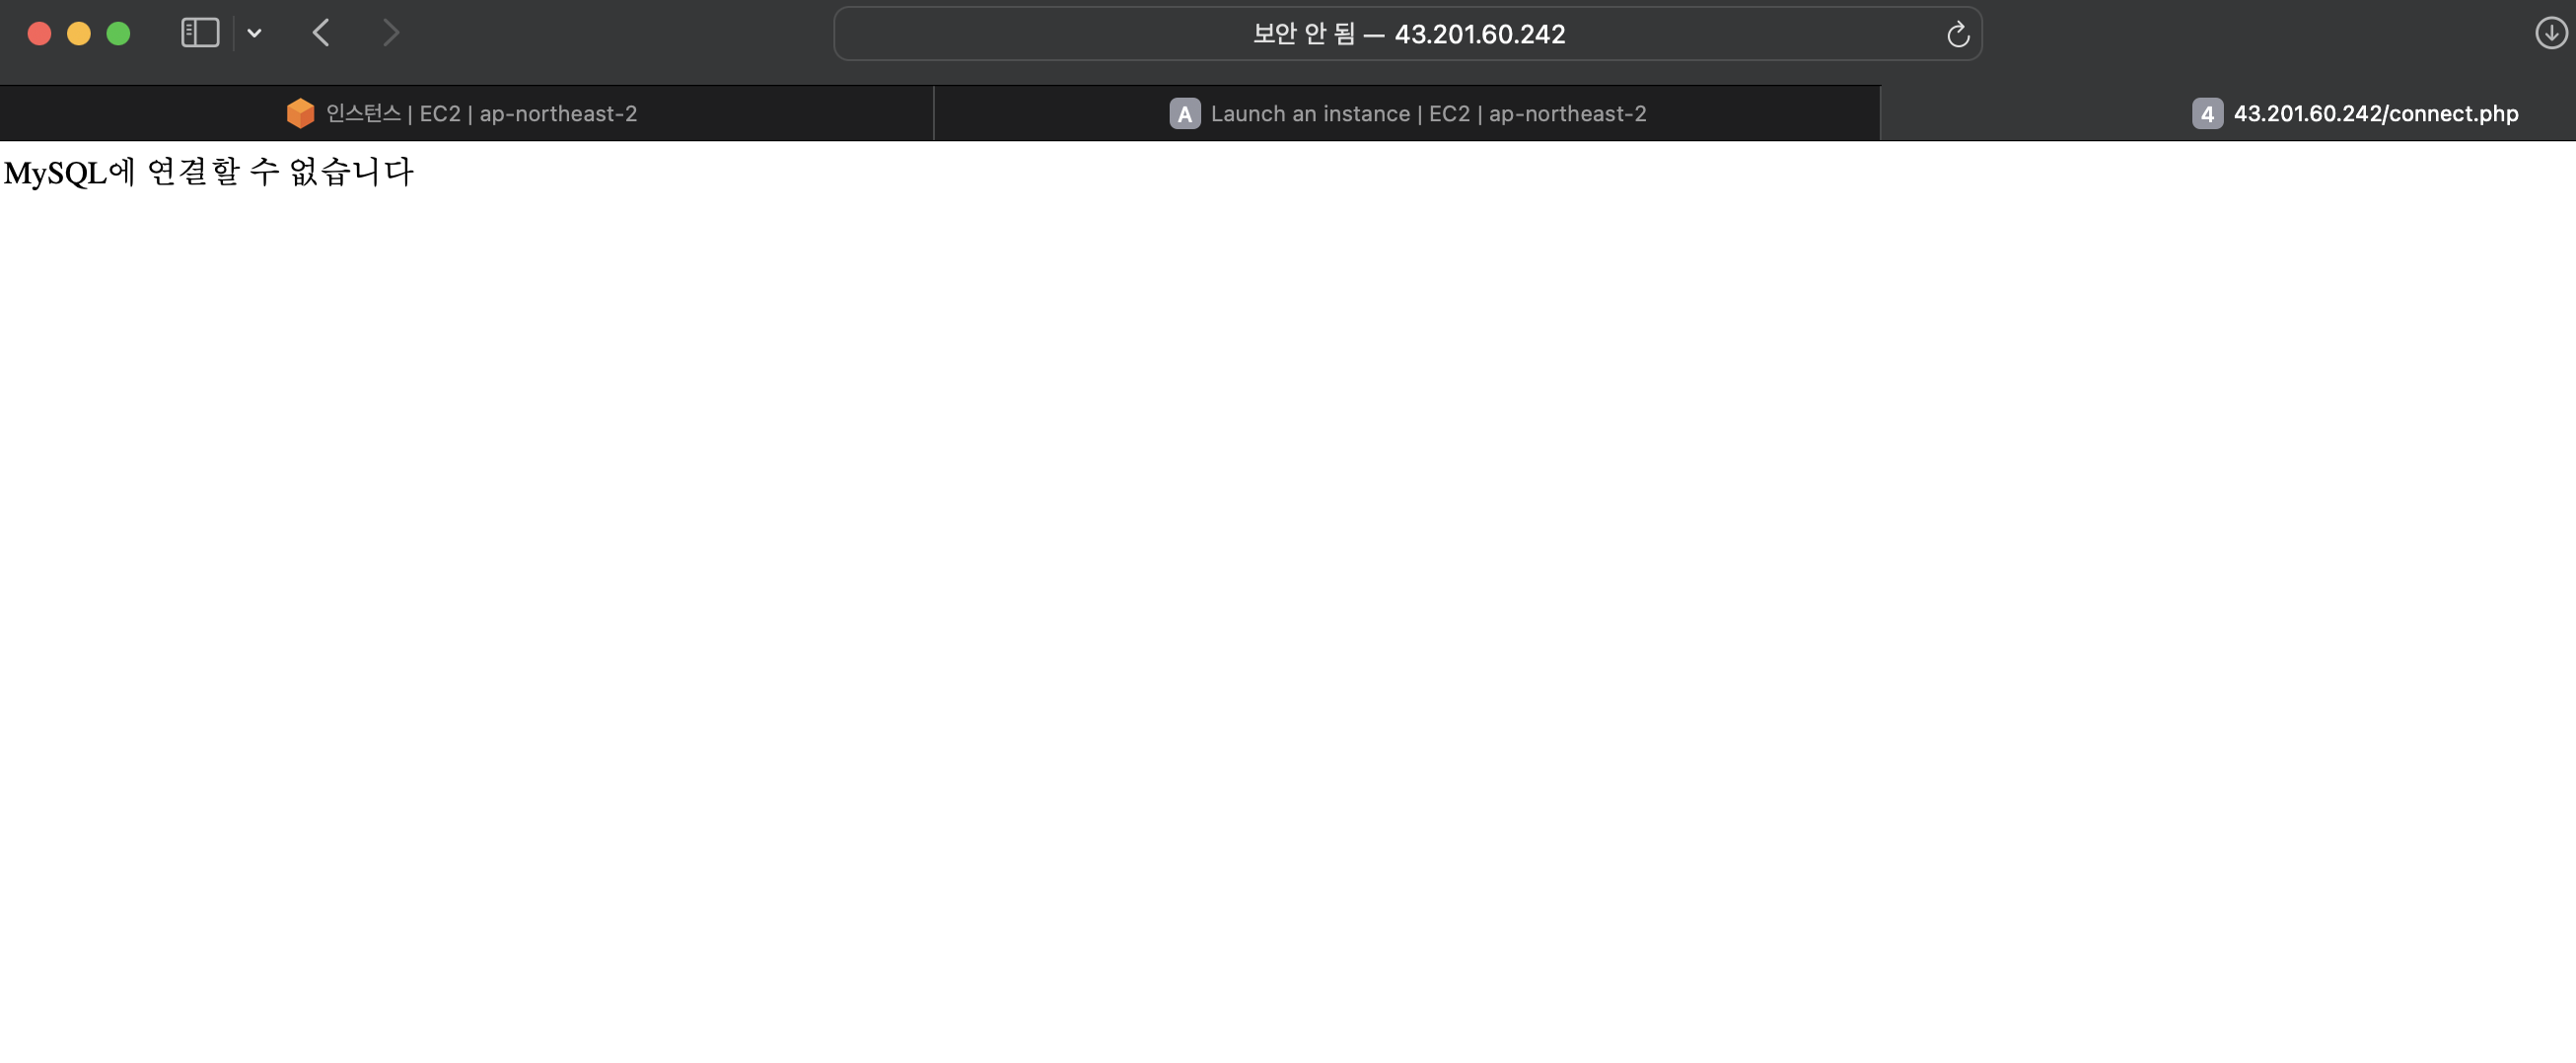 보안 안 됨 — 43.201.60.242
인스턴스 | EC2 | ap-northeast-2
A Launch an instance | EC2 | ap-northeast-2
4 43.201.60.242/connect.php
MySQL에 연결할 수 없습니다